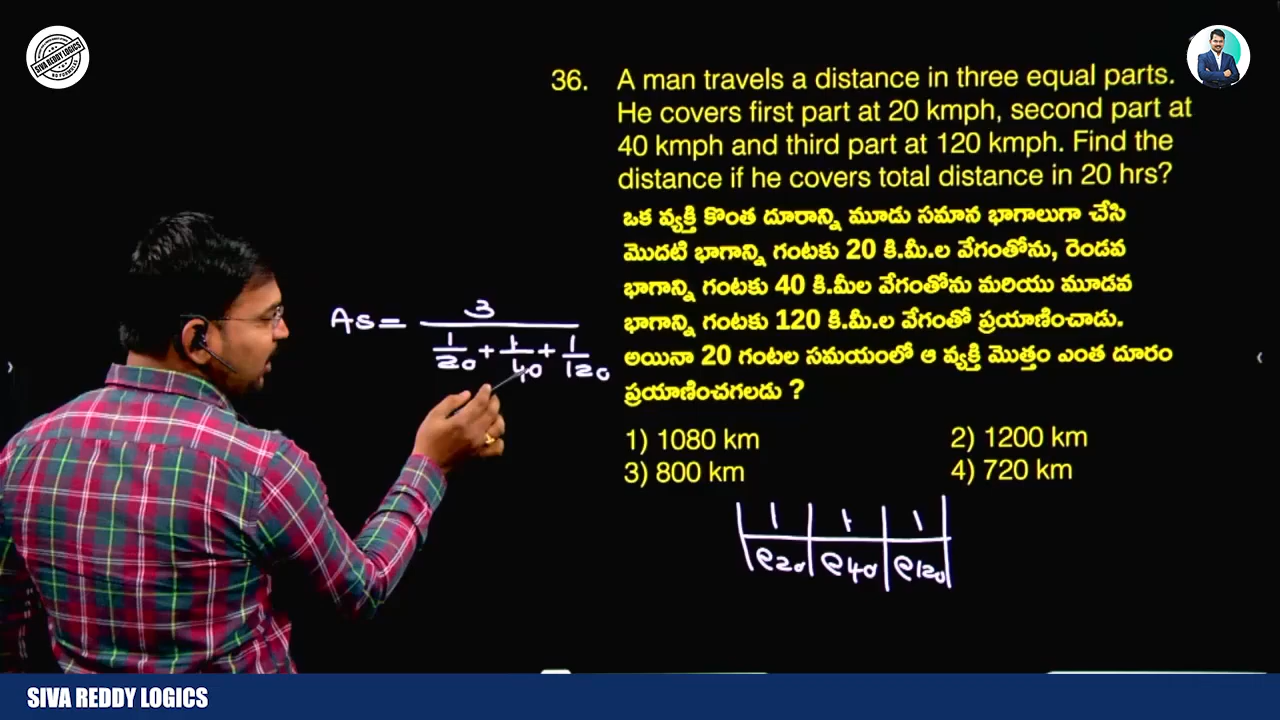 SIVA REDDY LOGICS
36. A man travels a distance in three equal parts.
He covers first part at 20 kmph, second part at
40 kmph and third part at 120 kmph. Find the
distance if he covers total distance in 20 hrs?
ఒక వ్యక్తి కొంత దూరాన్ని మూడు సమాన భాగాలుగా చేసి
మొదటి భాగాన్ని గంటకు 20 కి.మీ.ల వేగంతోను, రెండవ
భాగాన్ని గంటకు 40 కి.మీల వేగంతోను మరియు మూడవ
భాగాన్ని గంటకు 120 కి.మీ.ల వేగంతో ప్రయాణించాడు.
అయినా 20 గంటల సమయంలో ఆ వ్యక్తి మొత్తం ఎంత దూరం
ప్రయాణించగలడు ?
1) 1080 km 2) 1200 km
3) 800 km 4) 720 km
3
AS=
1/20 + 1/40 + 1/120
1 1 1
@20 @40 @120
SIVA REDDY LOGICS